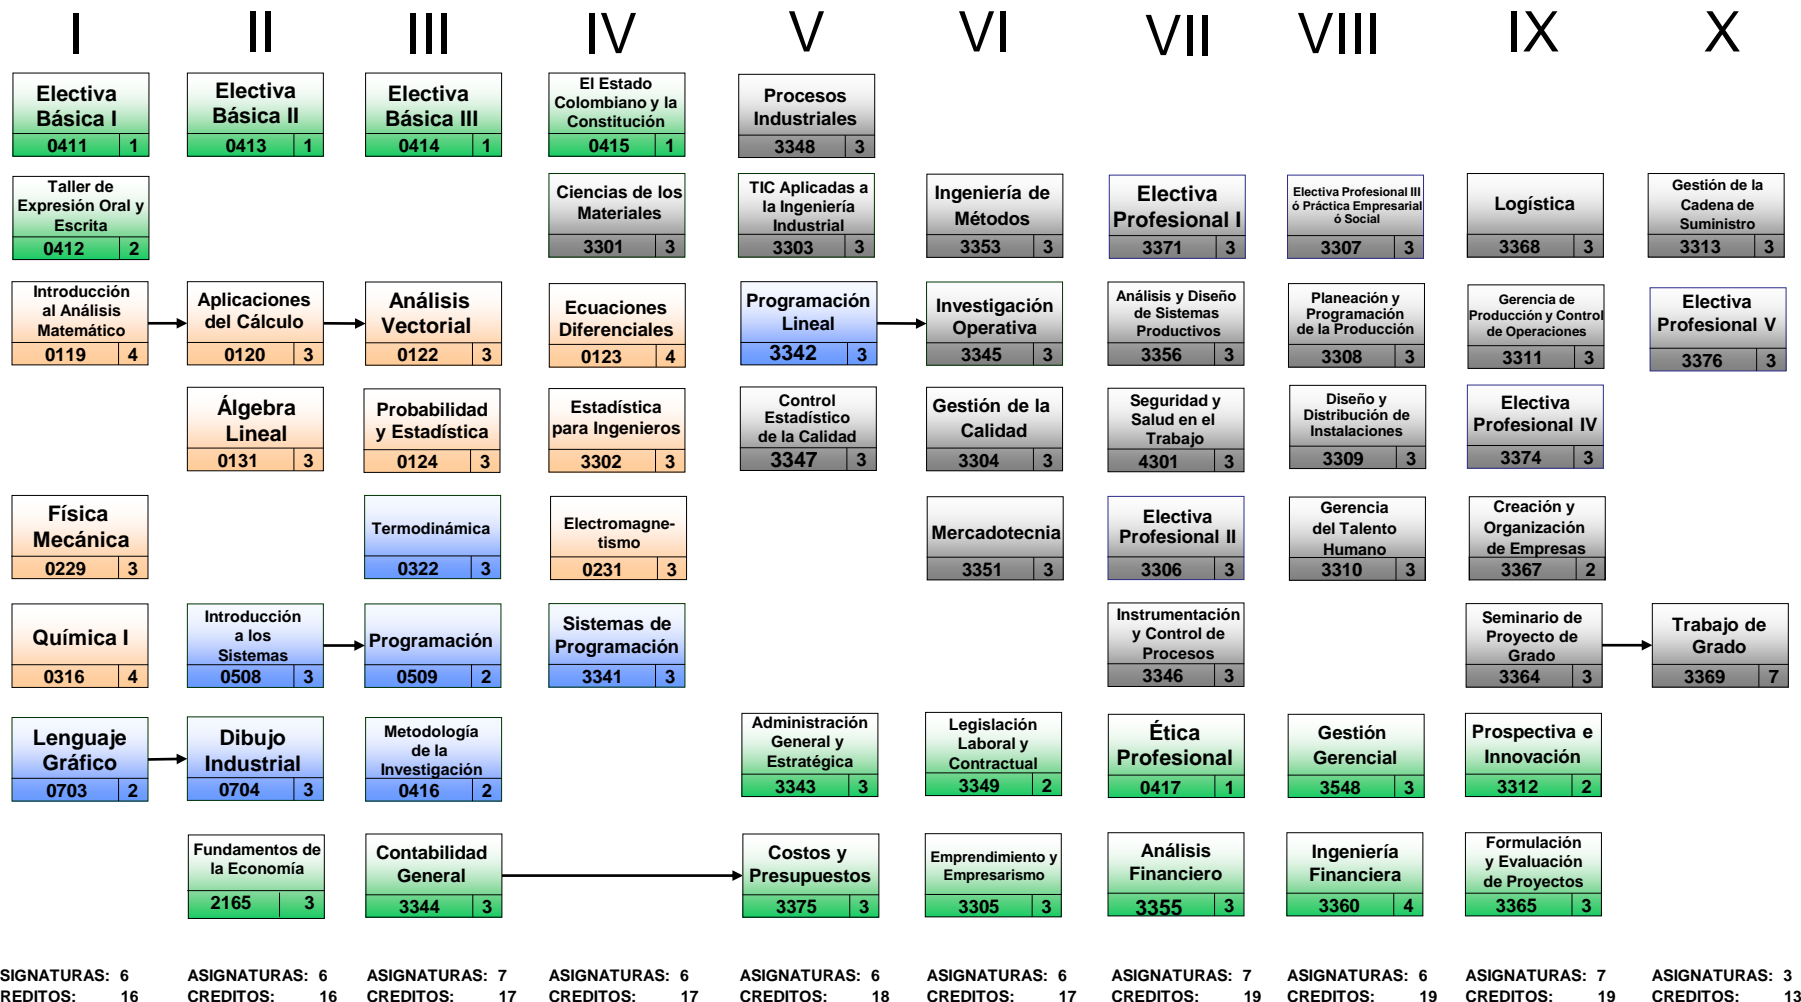 I II III IV V VI VII VIII IX X
Electiva
Básica I
0411 1
Electiva
Básica II
0413 1
Electiva
Básica III
0414 1
El Estado
Colombiano y la
Constitución
0415 1
Procesos
Industriales
3348 3
Taller de
Expresión Oral y
Escrita
0412 2
Ciencias de los
Materiales
3301 3
TIC Aplicadas a
la Ingeniería
Industrial
3303 3
Ingeniería de
Métodos
3353 3
Electiva
Profesional I
3371 3
Electiva Profesional III
ó Práctica Empresarial
ó Social
3307 3
Logística
3368 3
Gestión de la
Cadena de
Suministro
3313 3
Introducción
al Análisis
Matemático
0119 4
Aplicaciones
del Cálculo
0120 3
Análisis
Vectorial
0122 3
Ecuaciones
Diferenciales
0123 4
Programación
Lineal
3342 3
Investigación
Operativa
3345 3
Análisis y Diseño
de Sistemas
Productivos
3356 3
Planeación y
Programación
de la Producción
3308 3
Gerencia de
Producción y Control
de Operaciones
3311 3
Electiva
Profesional V
3376 3
Álgebra
Lineal
0131 3
Probabilidad
y Estadística
0124 3
Estadística
para Ingenieros
3302 3
Control
Estadístico
de la Calidad
3347 3
Gestión de la
Calidad
3304 3
Seguridad y
Salud en el
Trabajo
4301 3
Diseño y
Distribución de
Instalaciones
3309 3
Electiva
Profesional IV
3374 3
Física
Mecánica
0229 3
Termodinámica
0322 3
Electromagne-
tismo
0231 3
Mercadotecnia
3351 3
Electiva
Profesional II
3306 3
Gerencia
del Talento
Humano
3310 3
Creación y
Organización
de Empresas
3367 2
Química I
0316 4
Introducción
a los
Sistemas
0508 3
Programación
0509 2
Sistemas de
Programación
3341 3
Instrumentación
y Control de
Procesos
3346 3
Seminario de
Proyecto de
Grado
3364 3
Trabajo de
Grado
3369 7
Lenguaje
Gráfico
0703 2
Dibujo
Industrial
0704 3
Metodología
de la
Investigación
0416 2
Administración
General y
Estratégica
3343 3
Legislación
Laboral y
Contractual
3349 2
Ética
Profesional
0417 1
Gestión
Gerencial
3548 3
Prospectiva e
Innovación
3312 2
Fundamentos de
la Economía
2165 3
Contabilidad
General
3344 3
Costos y
Presupuestos
3375 3
Emprendimiento y
Empresarismo
3305 3
Análisis
Financiero
3355 3
Ingeniería
Financiera
3360 4
Formulación
y Evaluación
de Proyectos
3365 3
SIGNATURAS: 6 ASIGNATURAS: 6 ASIGNATURAS: 7 ASIGNATURAS: 6 ASIGNATURAS: 6 ASIGNATURAS: 6 ASIGNATURAS: 7 ASIGNATURAS: 6 ASIGNATURAS: 7 ASIGNATURAS: 3
REDITOS: 16 CREDITOS: 16 CREDITOS: 17 CREDITOS: 17 CREDITOS: 18 CREDITOS: 17 CREDITOS: 19 CREDITOS: 19 CREDITOS: 19 CREDITOS: 13